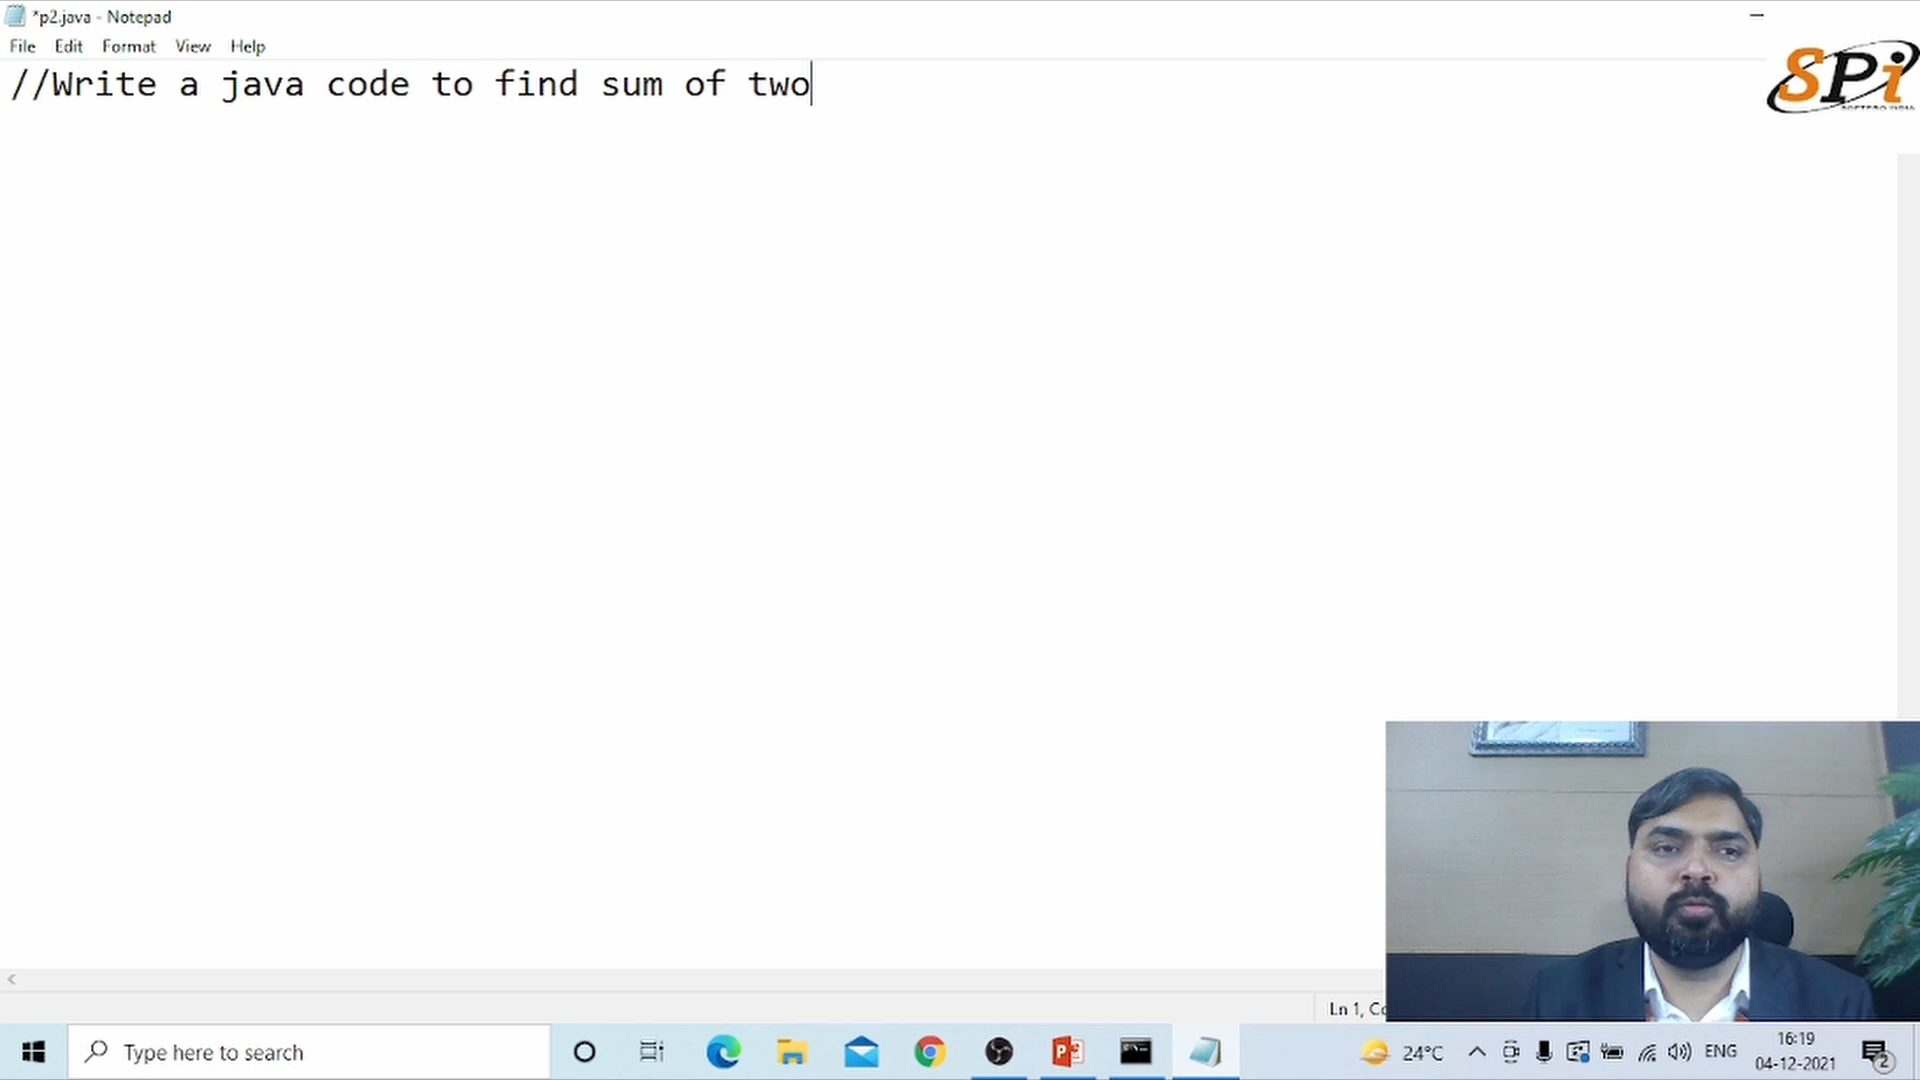 *p2.java - Notepad
File Edit Format View Help
//Write a java code to find sum of two
SPi
Ln 1, Co
Type here to search
24°C
ENG
16:19
04-12-2021
2